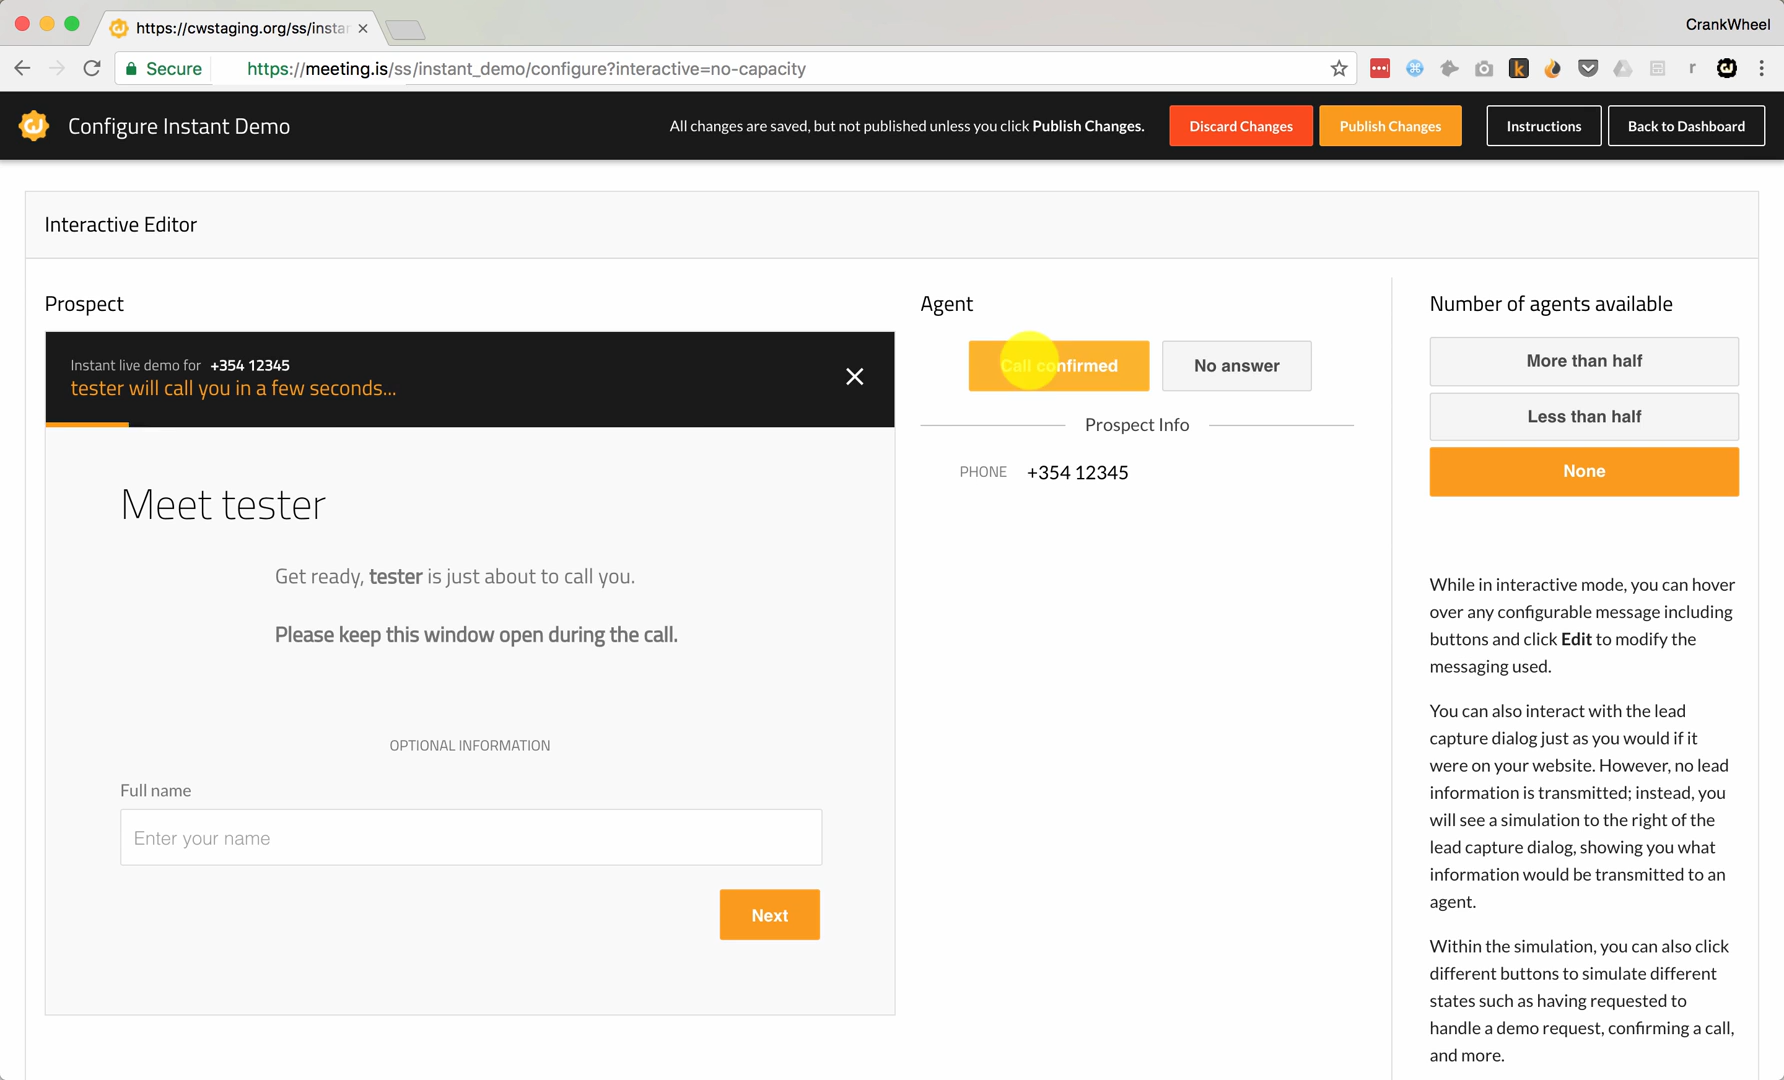 https://cwstaging.org/ss/instar
CrankWheel
Secure
https://meeting.is/ss/instant_demo/configure?interactive=no-capacity
Configure Instant Demo
All changes are saved, but not published unless you click Publish Changes.
Discard Changes
Publish Changes
Instructions
Back to Dashboard
Interactive Editor
Prospect
Instant live demo for +354 12345
tester will call you in a few seconds...
Meet tester
Get ready, tester is just about to call you.
Please keep this window open during the call.
OPTIONAL INFORMATION
Full name
Enter your name
Next
Agent
Call confirmed
No answer
Prospect Info
PHONE +354 12345
Number of agents available
More than half
Less than half
None
While in interactive mode, you can hover
over any configurable message including
buttons and click Edit to modify the
messaging used.
You can also interact with the lead
capture dialog just as you would if it
were on your website. However, no lead
information is transmitted; instead, you
will see a simulation to the right of the
lead capture dialog, showing you what
information would be transmitted to an
agent.
Within the simulation, you can also click
different buttons to simulate different
states such as having requested to
handle a demo request, confirming a call,
and more.